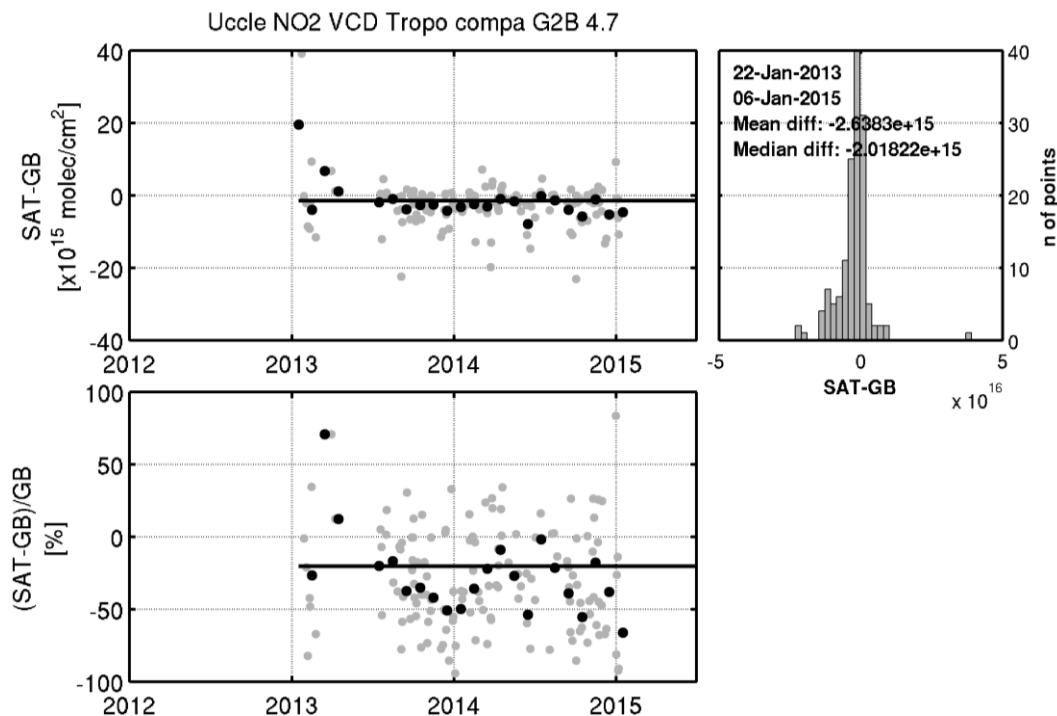 Uccle NO2 VCD Tropo compa G2B 4.7
SAT-GB
[x10^15 molec/cm^2]
40
20
0
-20
-40
2012
2013
2014
2015
22-Jan-2013
06-Jan-2015
Mean diff: -2.6383e+15
Median diff: -2.01822e+15
40
30
20
10
0
n of points
-5
0
5
SAT-GB
x 10^16
(SAT-GB)/GB
[%]
100
50
0
-50
-100
2012
2013
2014
2015